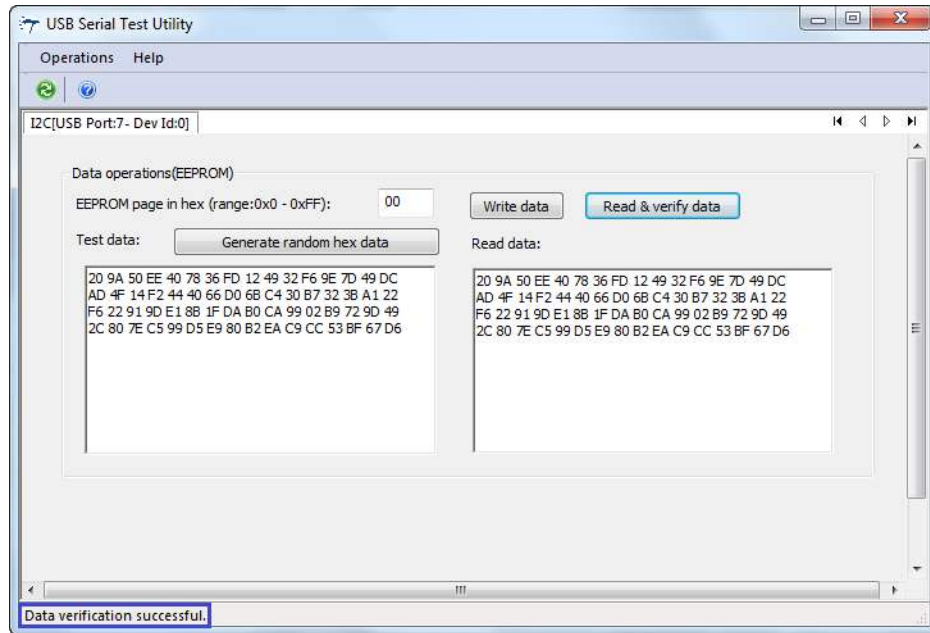 USB Serial Test Utility
Operations Help
I2C[USB Port:7- Dev Id:0]
Data operations(EEPROM)
EEPROM page in hex (range:0x0 - 0xFF): 00 Write data Read & verify data
Test data: Generate random hex data Read data:
20 9A 50 EE 40 78 36 FD 12 49 32 F6 9E 7D 49 DC
AD 4F 14 F2 44 40 66 D0 6B C4 30 B7 32 3B A1 22
F6 22 91 9D E1 8B 1F DA B0 CA 99 02 B9 72 9D 49
2C 80 7E C5 99 D5 E9 80 B2 EA C9 CC 53 BF 67 D6
20 9A 50 EE 40 78 36 FD 12 49 32 F6 9E 7D 49 DC
AD 4F 14 F2 44 40 66 D0 6B C4 30 B7 32 3B A1 22
F6 22 91 9D E1 8B 1F DA B0 CA 99 02 B9 72 9D 49
2C 80 7E C5 99 D5 E9 80 B2 EA C9 CC 53 BF 67 D6
Data verification successful.